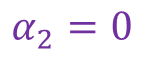 α₂ = 0